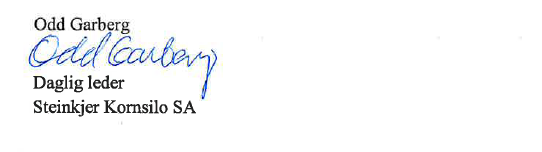 Odd Garberg
Odd Garberg
Daglig leder
Steinkjer Kornsilo SA